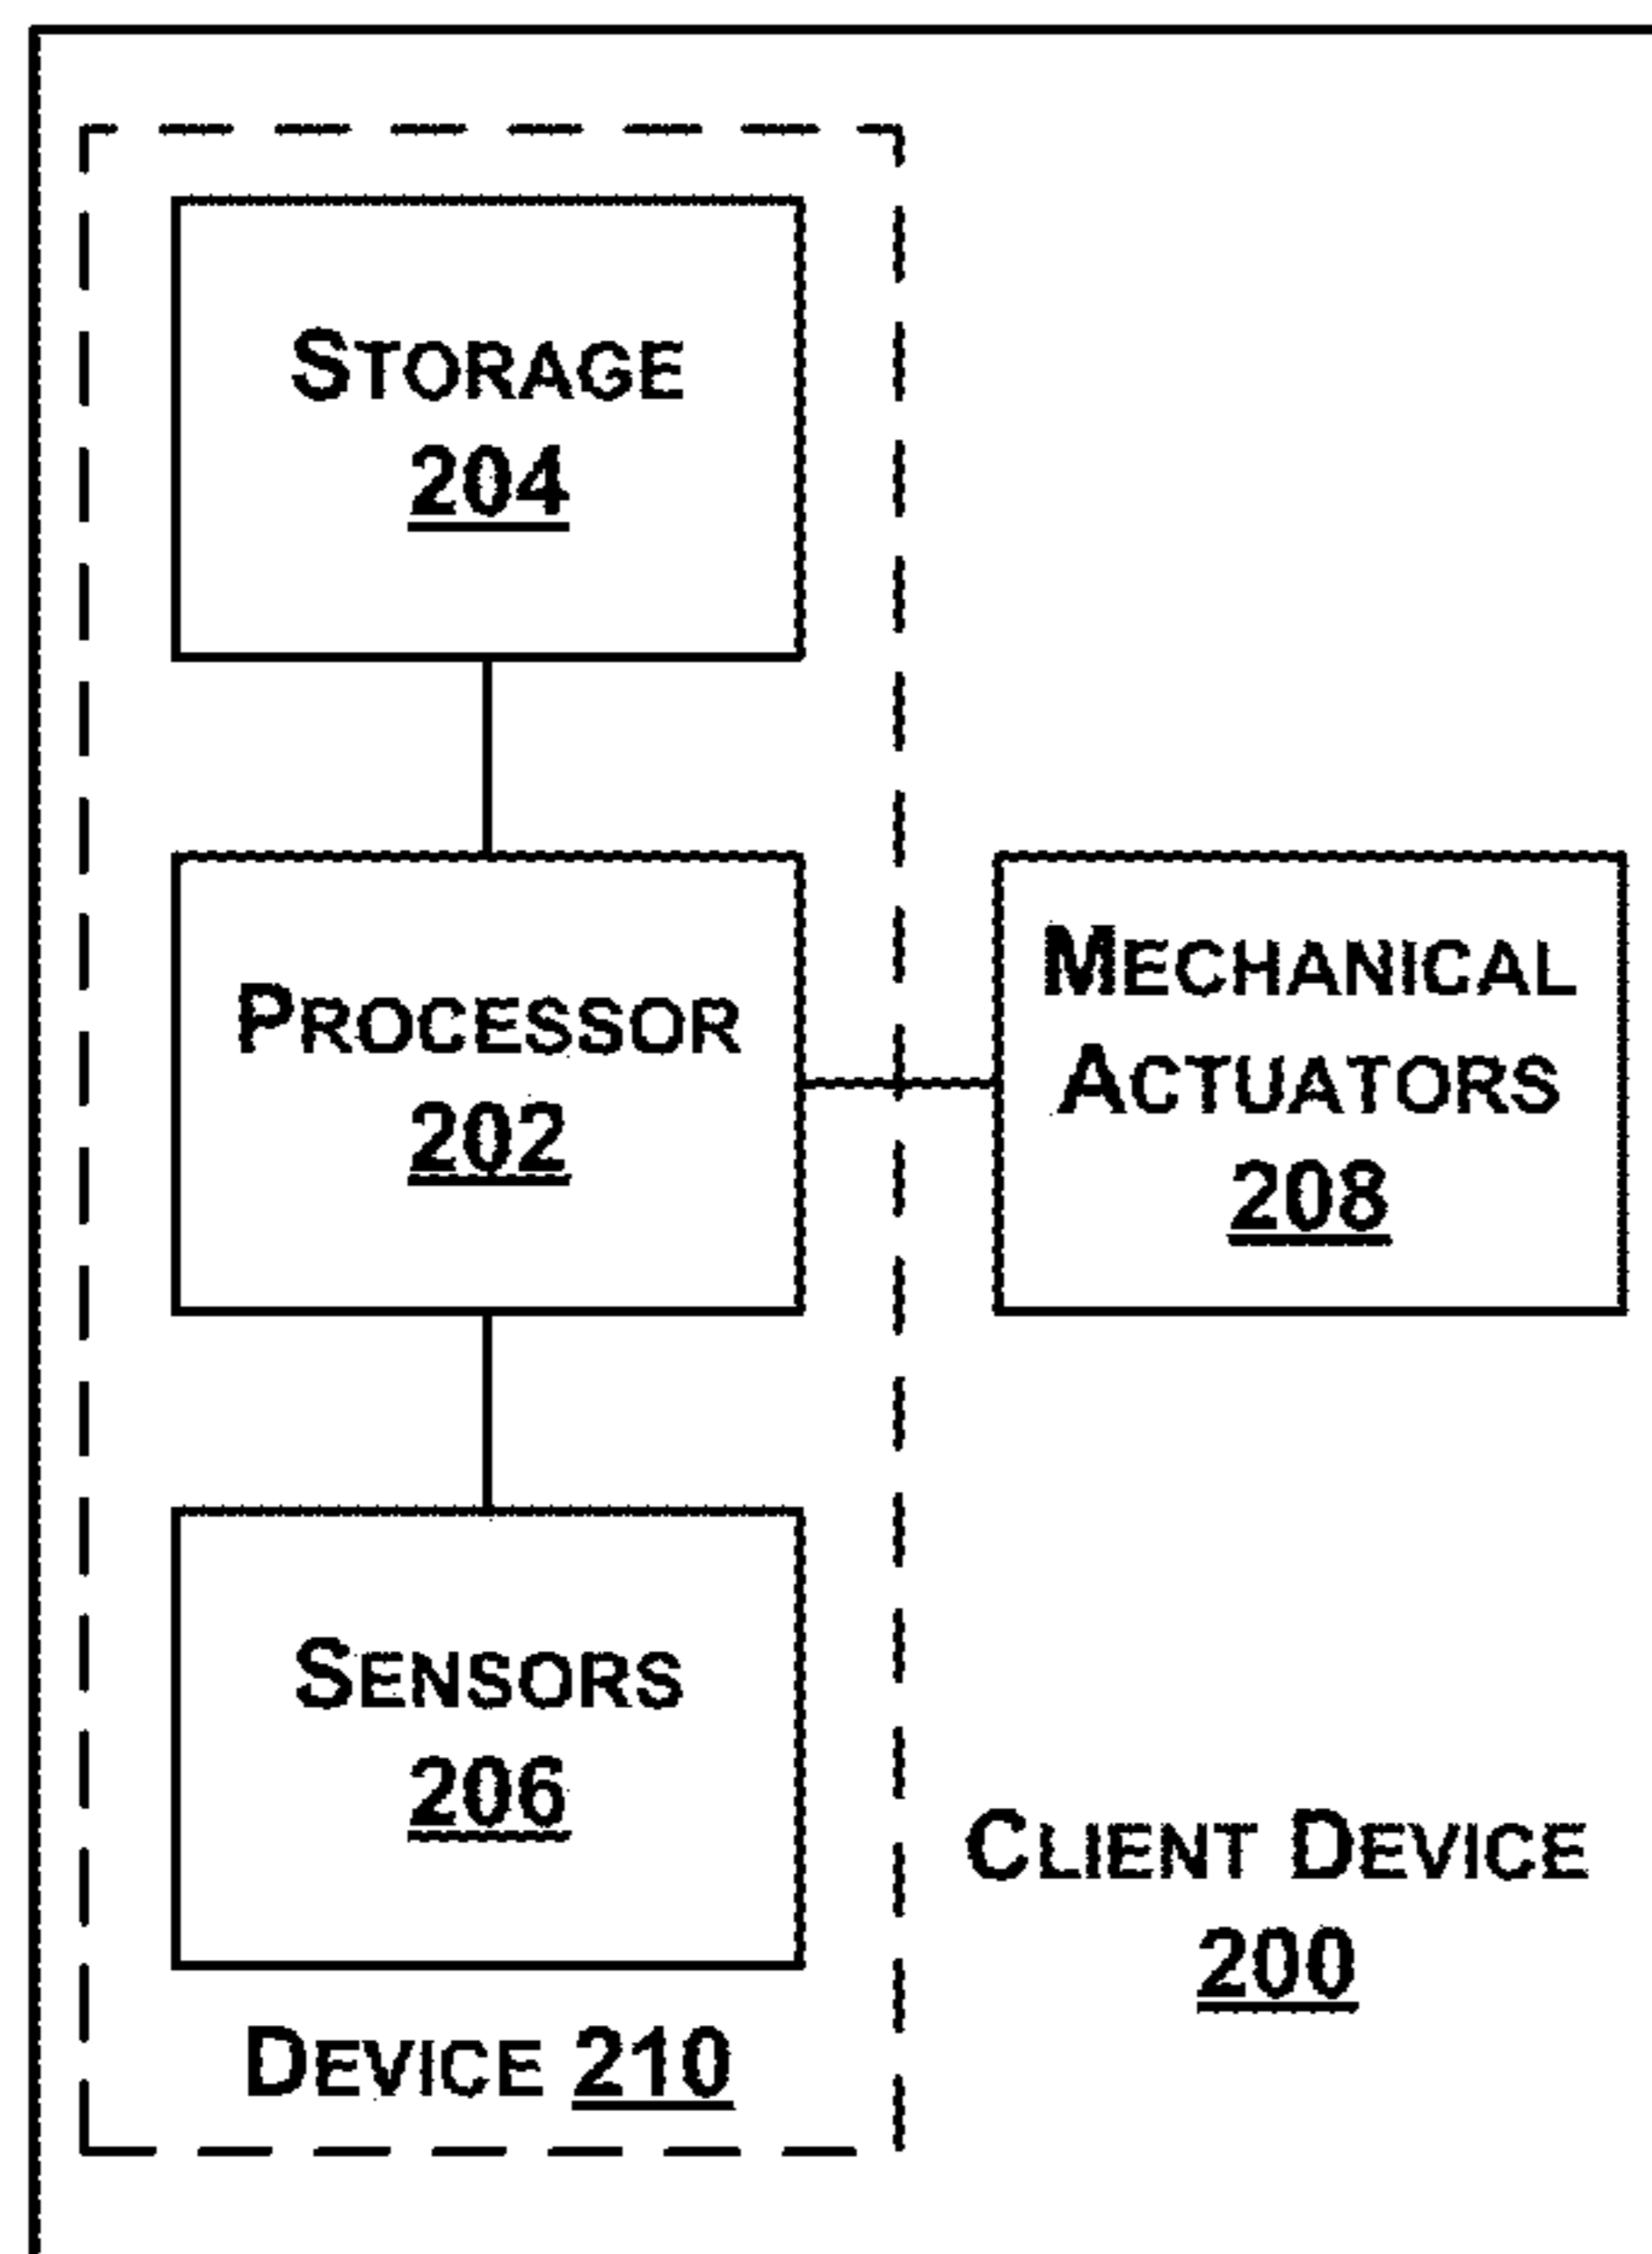 STORAGE
204
PROCESSOR
202
MECHANICAL
ACTUATORS
208
SENSORS
206
CLIENT DEVICE
200
DEVICE 210